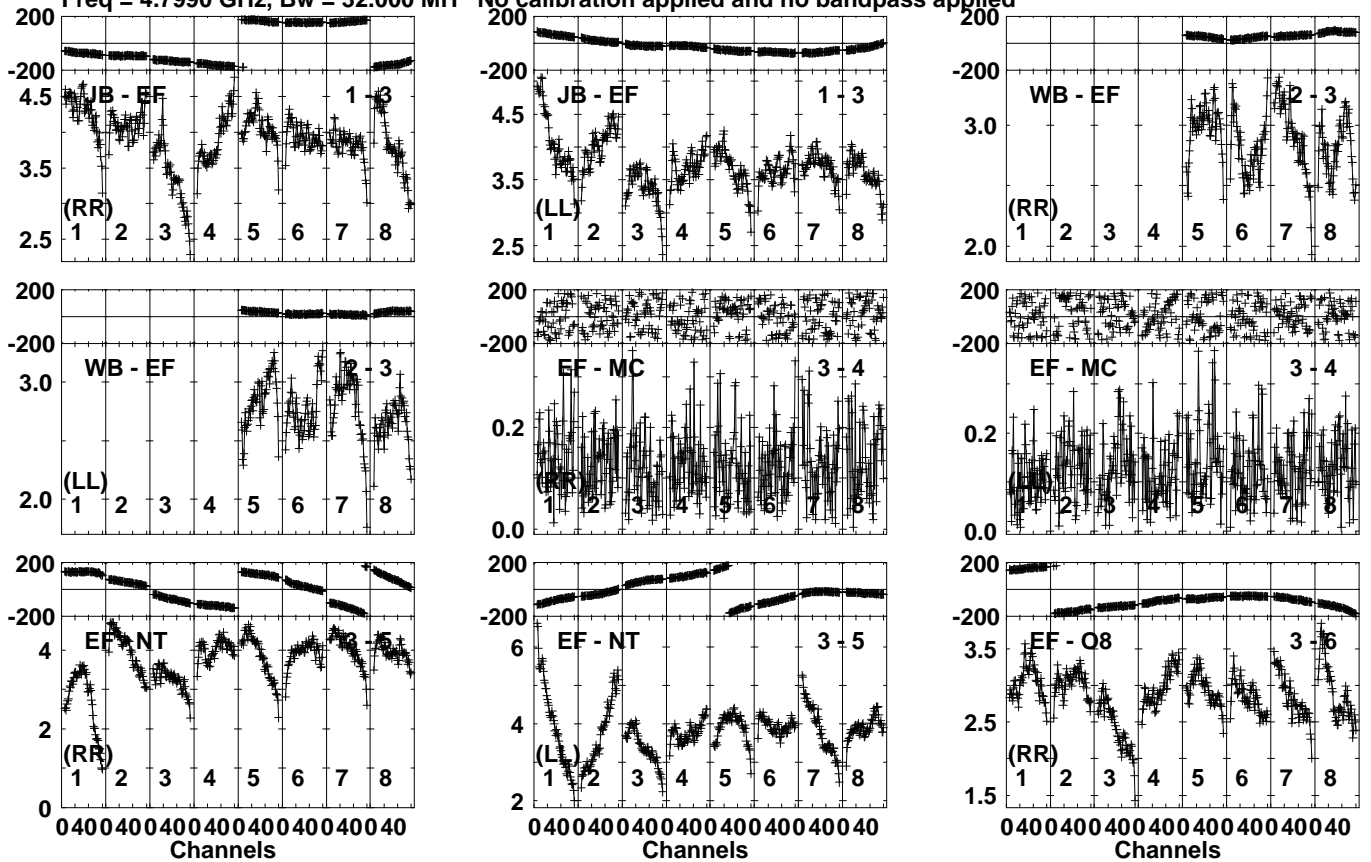 Freq = 4.7990 GHz, Bw = 32.000 MH No calibration applied and no bandpass applied
200
-200
JB - EF 1 - 3
4.5
3.5
2.5
(RR)
1 2 3 4 5 6 7 8
JB - EF 1 - 3
4.5
3.5
2.5
(LL)
1 2 3 4 5 6 7 8
200
-200
WB - EF 2 - 3
3.0
2.0
(RR)
1 2 3 4 5 6 7 8
200
-200
WB - EF 2 - 3
3.0
2.0
(LL)
1 2 3 4 5 6 7 8
200
-200
EF - MC 3 - 4
0.2
0.0
(RR)
1 2 3 4 5 6 7 8
200
-200
EF - MC 3 - 4
0.2
0.0
(LL)
1 2 3 4 5 6 7 8
200
-200
EF - NT 3 - 5
4
2
0
(RR)
1 2 3 4 5 6 7 8
0 40 0 40 0 40 0 40 0 40 0 40 0 40 0 40
Channels
200
-200
EF - NT 3 - 5
6
4
2
(LL)
1 2 3 4 5 6 7 8
0 40 0 40 0 40 0 40 0 40 0 40 0 40 0 40
Channels
200
-200
EF - O8 3 - 6
3.5
2.5
1.5
(RR)
1 2 3 4 5 6 7 8
0 40 0 40 0 40 0 40 0 40 0 40 0 40 0 40
Channels